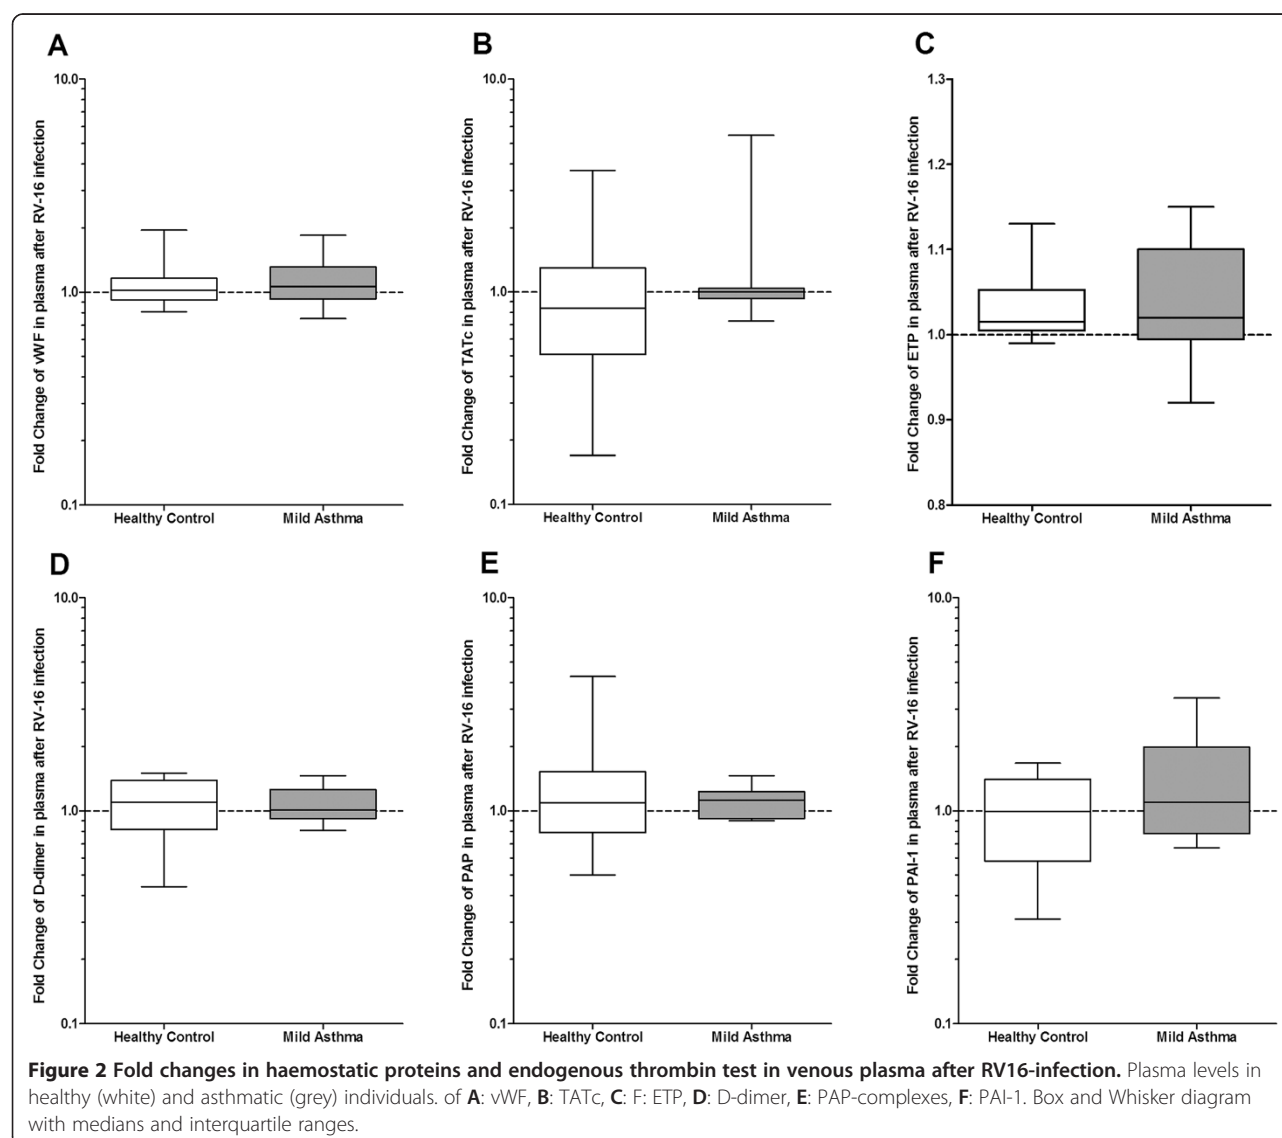 A
Fold Change of vWF in plasma after RV-16 infection
10.0
1.0
0.1
Healthy Control Mild Asthma
B
Fold Change of TATc in plasma after RV-16 infection
10.0
1.0
0.1
Healthy Control Mild Asthma
C
Fold Change of ETP in plasma after RV-16 infection
1.3
1.2
1.1
1.0
0.9
0.8
Healthy Control Mild Asthma
D
Fold Change of D-dimer in plasma after RV-16 infection
10.0
1.0
0.1
Healthy Control Mild Asthma
E
Fold Change of PAP in plasma after RV-16 infection
10.0
1.0
0.1
Healthy Control Mild Asthma
F
Fold Change of PAI-1 in plasma after RV-16 infection
10.0
1.0
0.1
Healthy Control Mild Asthma
Figure 2 Fold changes in haemostatic proteins and endogenous thrombin test in venous plasma after RV16-infection. Plasma levels in
healthy (white) and asthmatic (grey) individuals. of A: vWF, B: TATc, C: F: ETP, D: D-dimer, E: PAP-complexes, F: PAI-1. Box and Whisker diagram
with medians and interquartile ranges.